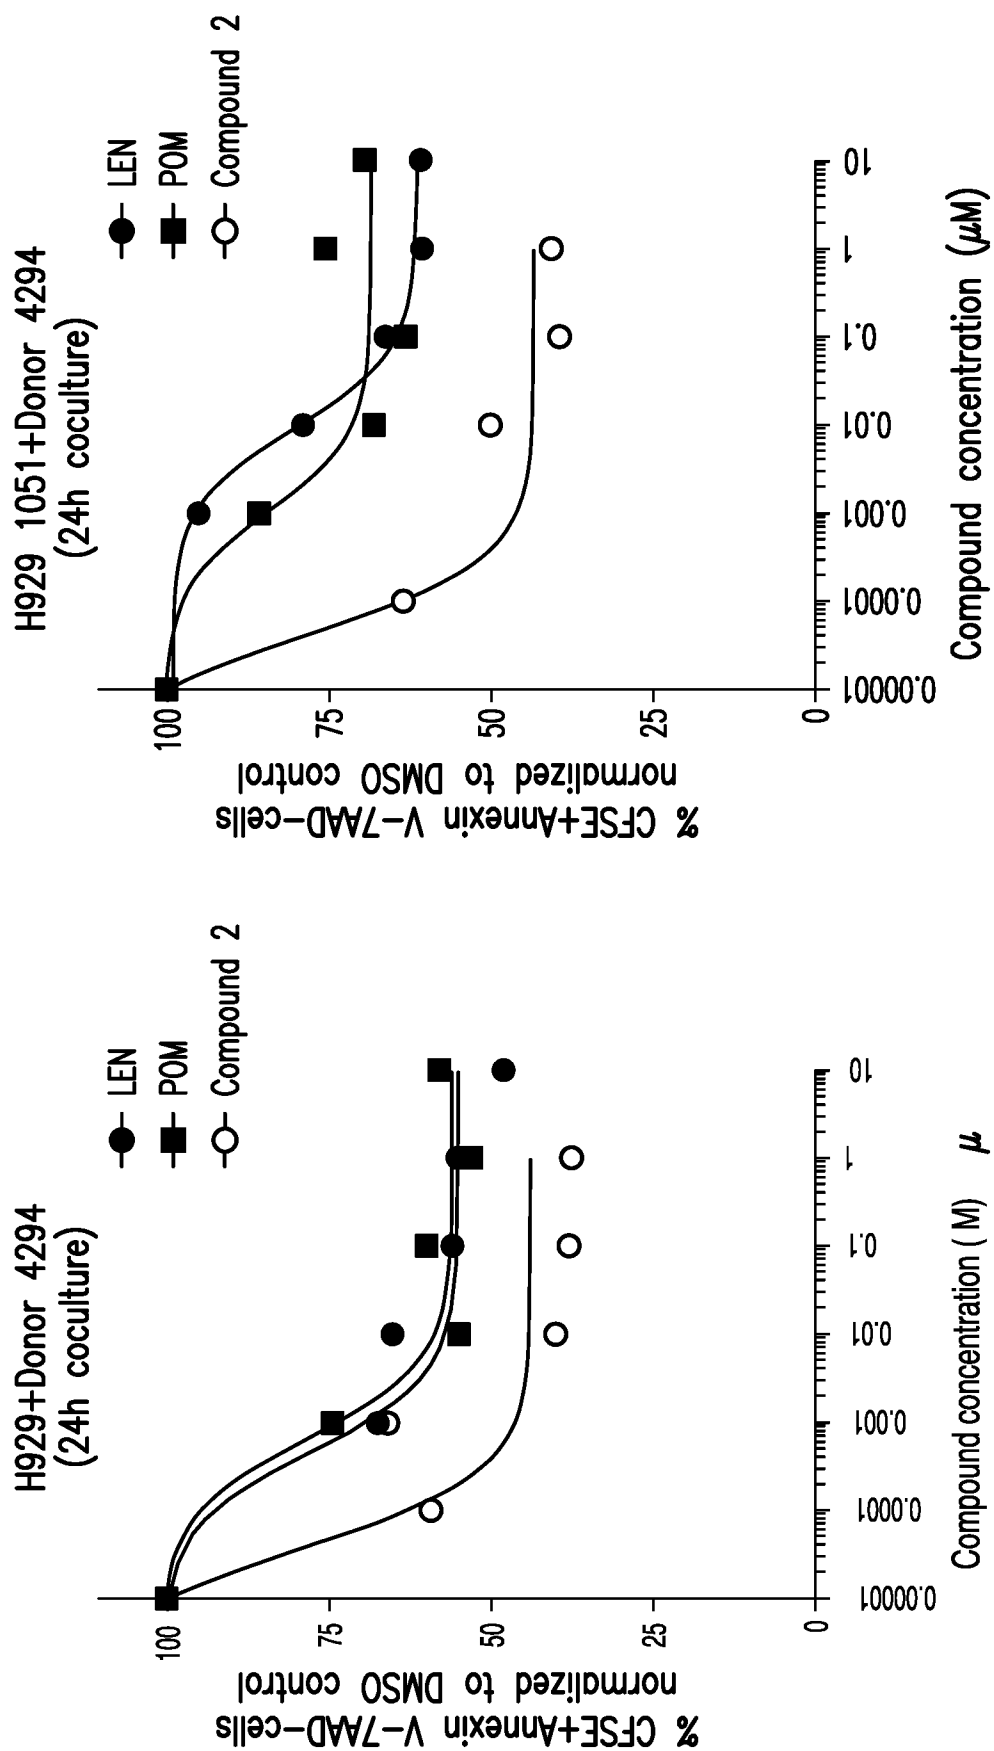 H929+Donor 4294
(24h coculture)
LEN
POM
Compound 2
% CFSE+Annexin V-7AAD-cells
normalized to DMSO control
100
75
50
25
0
0.00001
0.0001
0.001
0.01
0.1
1
10
Compound concentration ( M) μ
H929 1051+Donor 4294
(24h coculture)
LEN
POM
Compound 2
% CFSE+Annexin V-7AAD-cells
normalized to DMSO control
100
75
50
25
0
0.00001
0.0001
0.001
0.01
0.1
1
10
Compound concentration (μM)